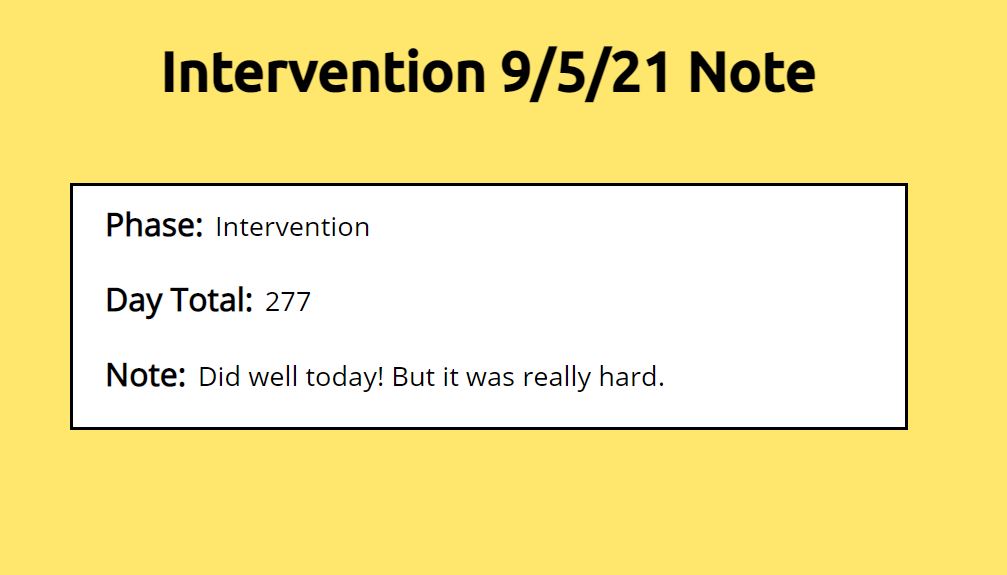 Intervention 9/5/21 Note
Phase: Intervention
Day Total: 277
Note: Did well today! But it was really hard.